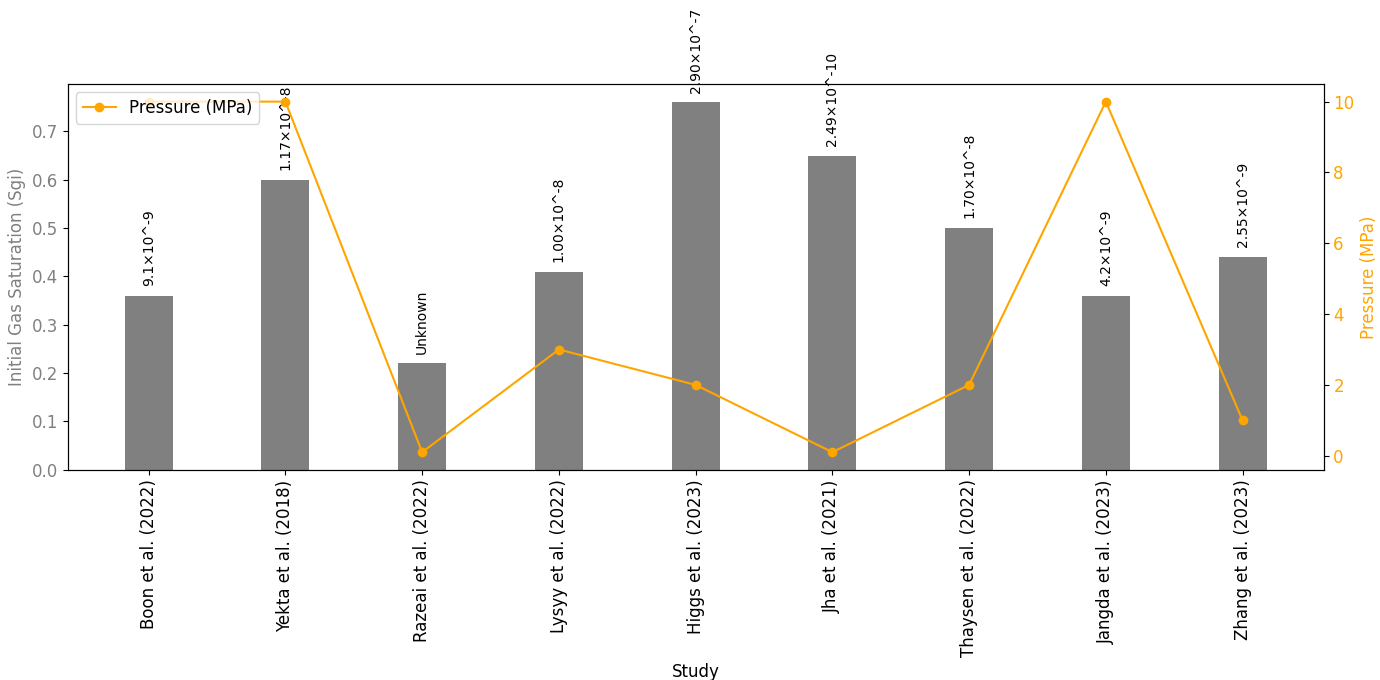 2.90×10^-7
2.49×10^-10
Pressure (MPa)
1.17×10^-8
9.1×10^-9
Unknown
1.00×10^-8
1.70×10^-8
4.2×10^-9
2.55×10^-9
Initial Gas Saturation (Sgi)
0.7
0.6
0.5
0.4
0.3
0.2
0.1
0.0
10
8
6
4
2
0
Pressure (MPa)
Boon et al. (2022)
Yekta et al. (2018)
Razeai et al. (2022)
Lysyy et al. (2022)
Higgs et al. (2023)
Jha et al. (2021)
Thaysen et al. (2022)
Jangda et al. (2023)
Zhang et al. (2023)
Study